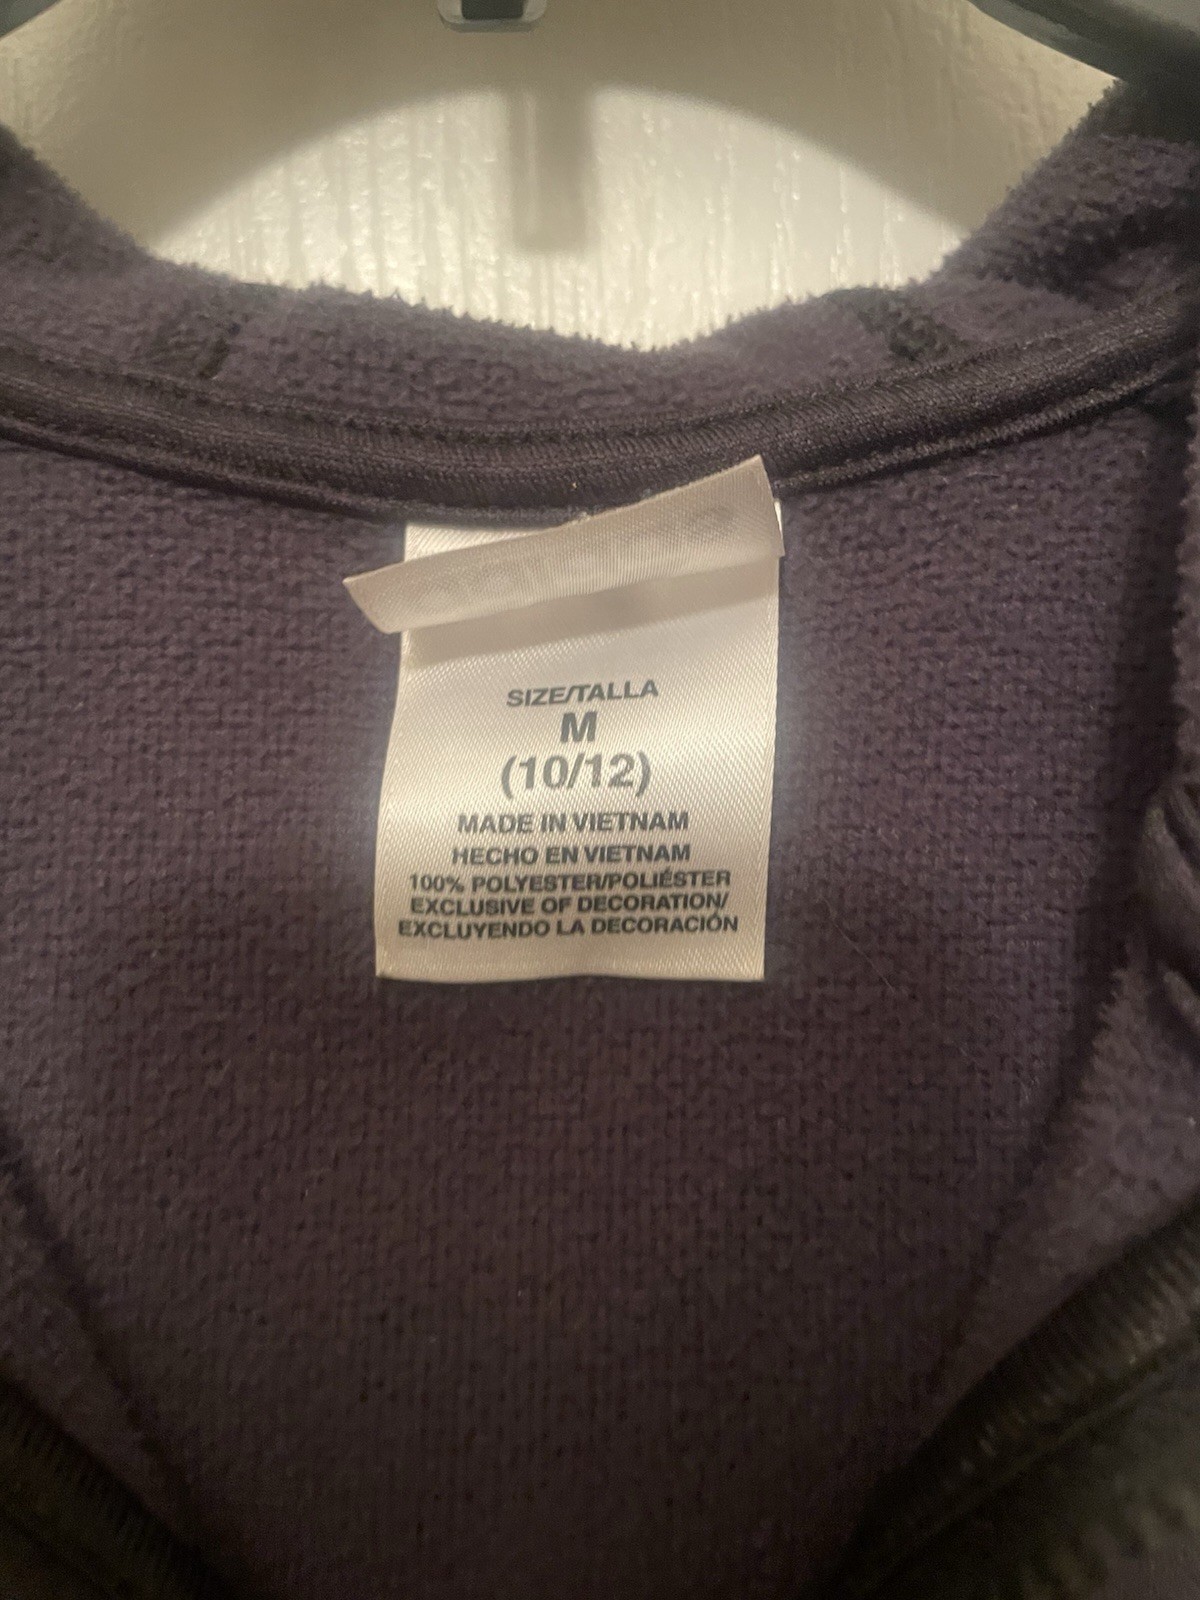 SIZE/TALLA
M
(10/12)
MADE IN VIETNAM
HECHO EN VIETNAM
100% POLYESTER/POLIÉSTER
EXCLUSIVE OF DECORATION/
EXCLUYENDO LA DECORACIÓN